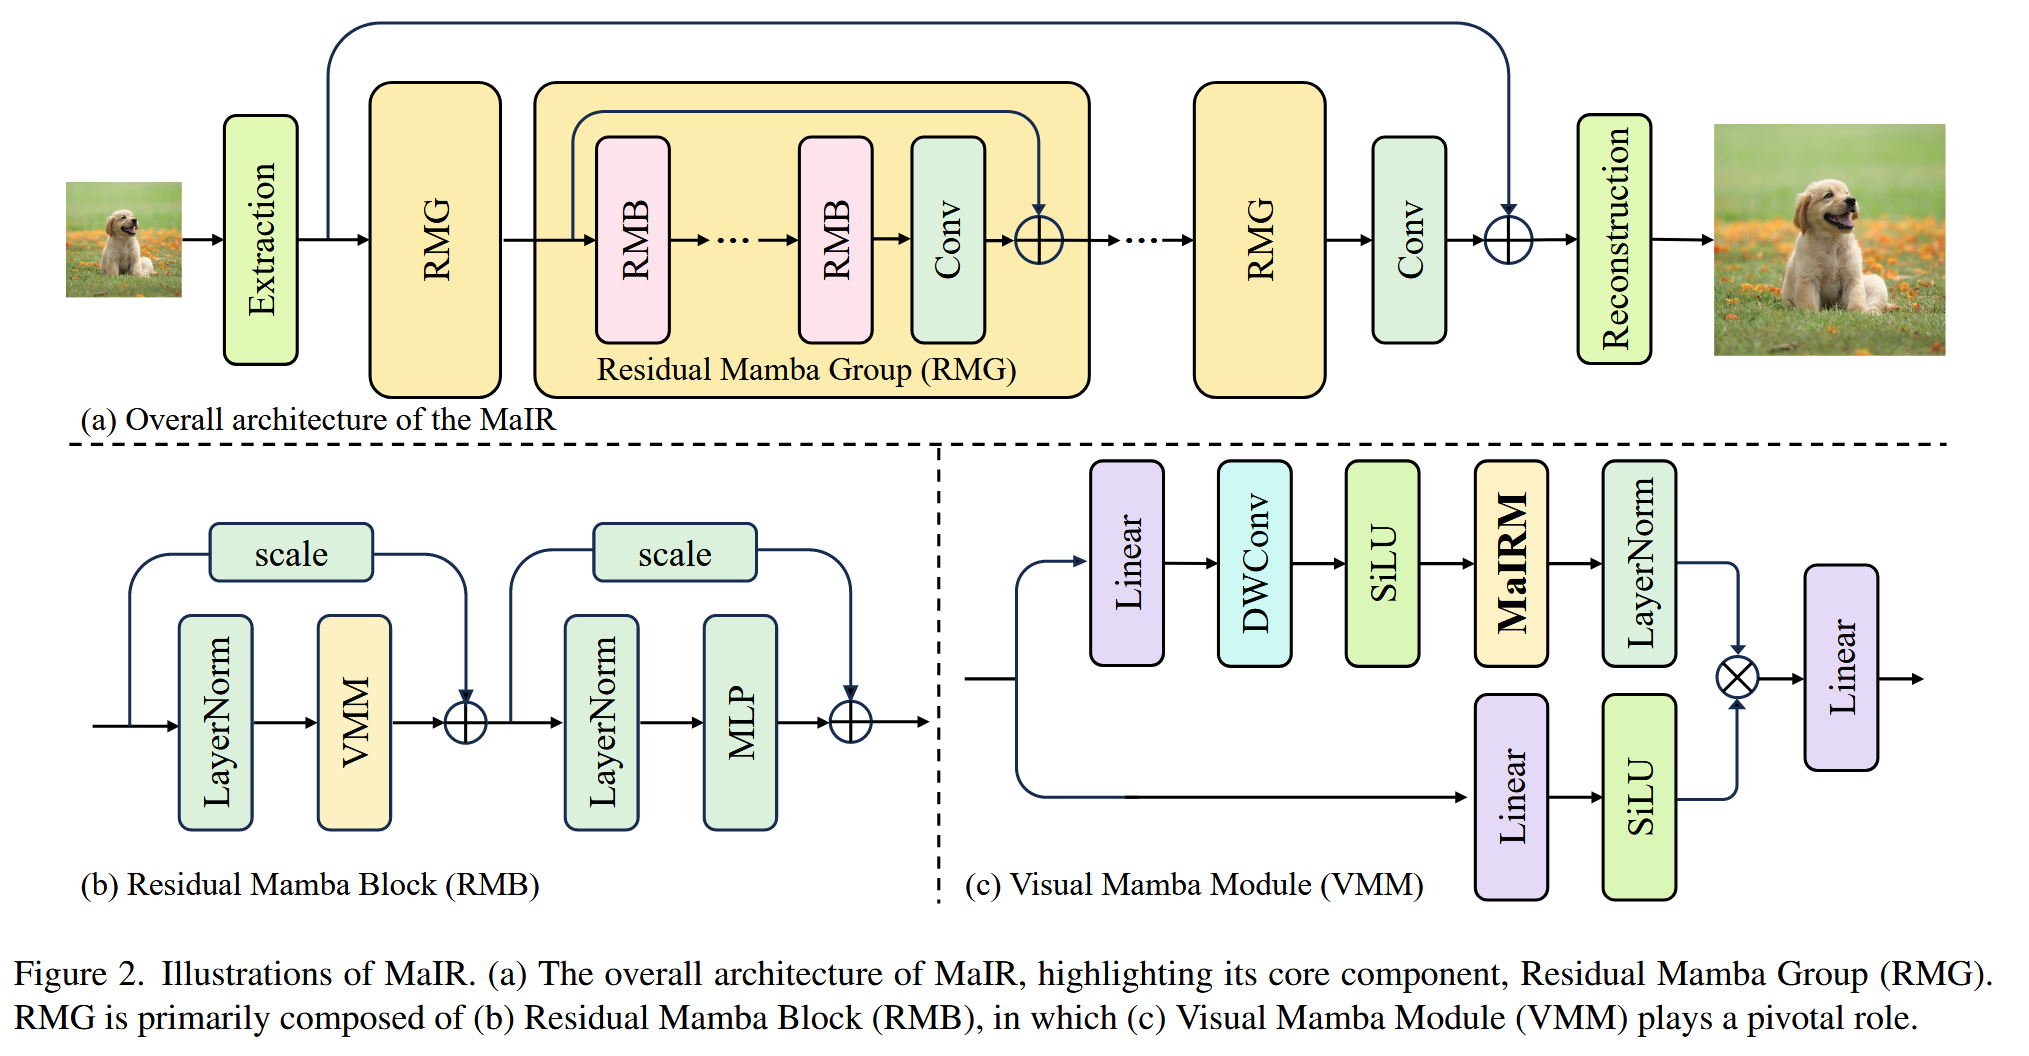 Extraction
RMG
RMB
...
RMB
Conv
Residual Mamba Group (RMG)
...
RMG
Conv
Reconstruction
(a) Overall architecture of the MaIR
scale
LayerNorm
VMM
scale
LayerNorm
MLP
(b) Residual Mamba Block (RMB)
Linear
DWConv
SiLU
MaIRM
LayerNorm
Linear
SiLU
Linear
(c) Visual Mamba Module (VMM)
Figure 2. Illustrations of MaIR. (a) The overall architecture of MaIR, highlighting its core component, Residual Mamba Group (RMG).
RMG is primarily composed of (b) Residual Mamba Block (RMB), in which (c) Visual Mamba Module (VMM) plays a pivotal role.